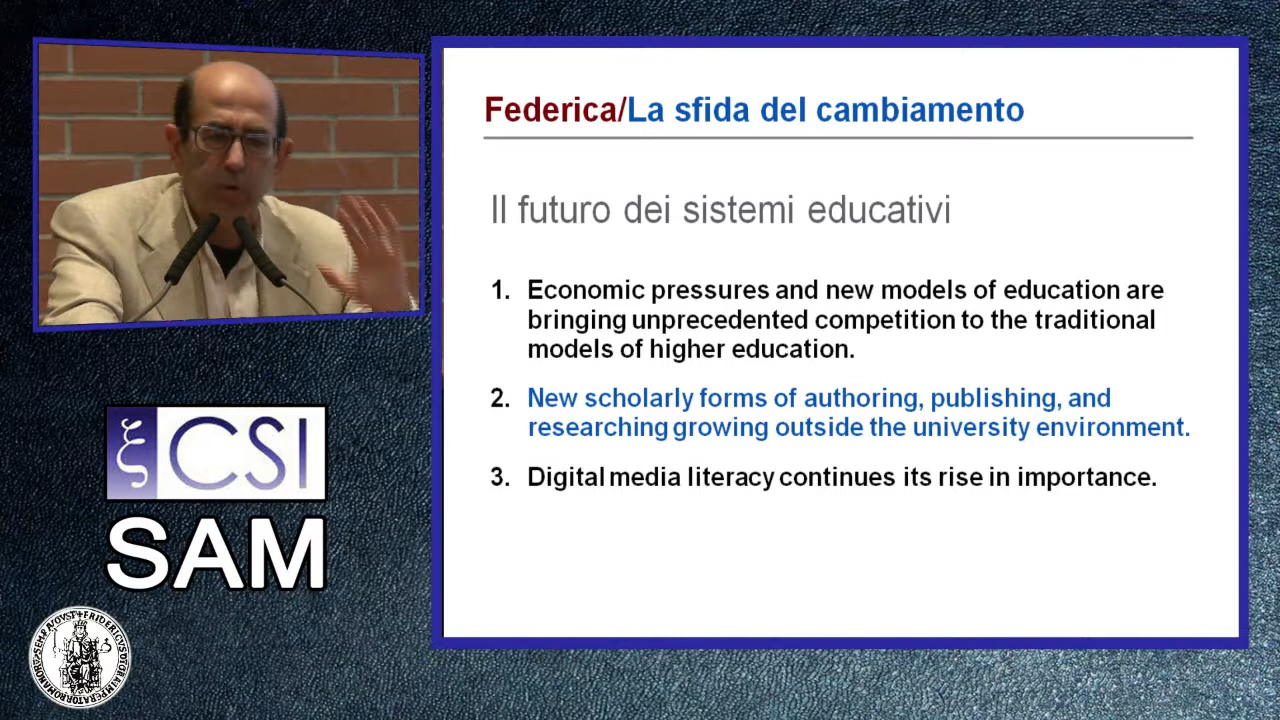 Federica/La sfida del cambiamento
Il futuro dei sistemi educativi
1. Economic pressures and new models of education are
bringing unprecedented competition to the traditional
models of higher education.
2. New scholarly forms of authoring, publishing, and
researching growing outside the university environment.
3. Digital media literacy continues its rise in importance.
ξ CSI
SAM